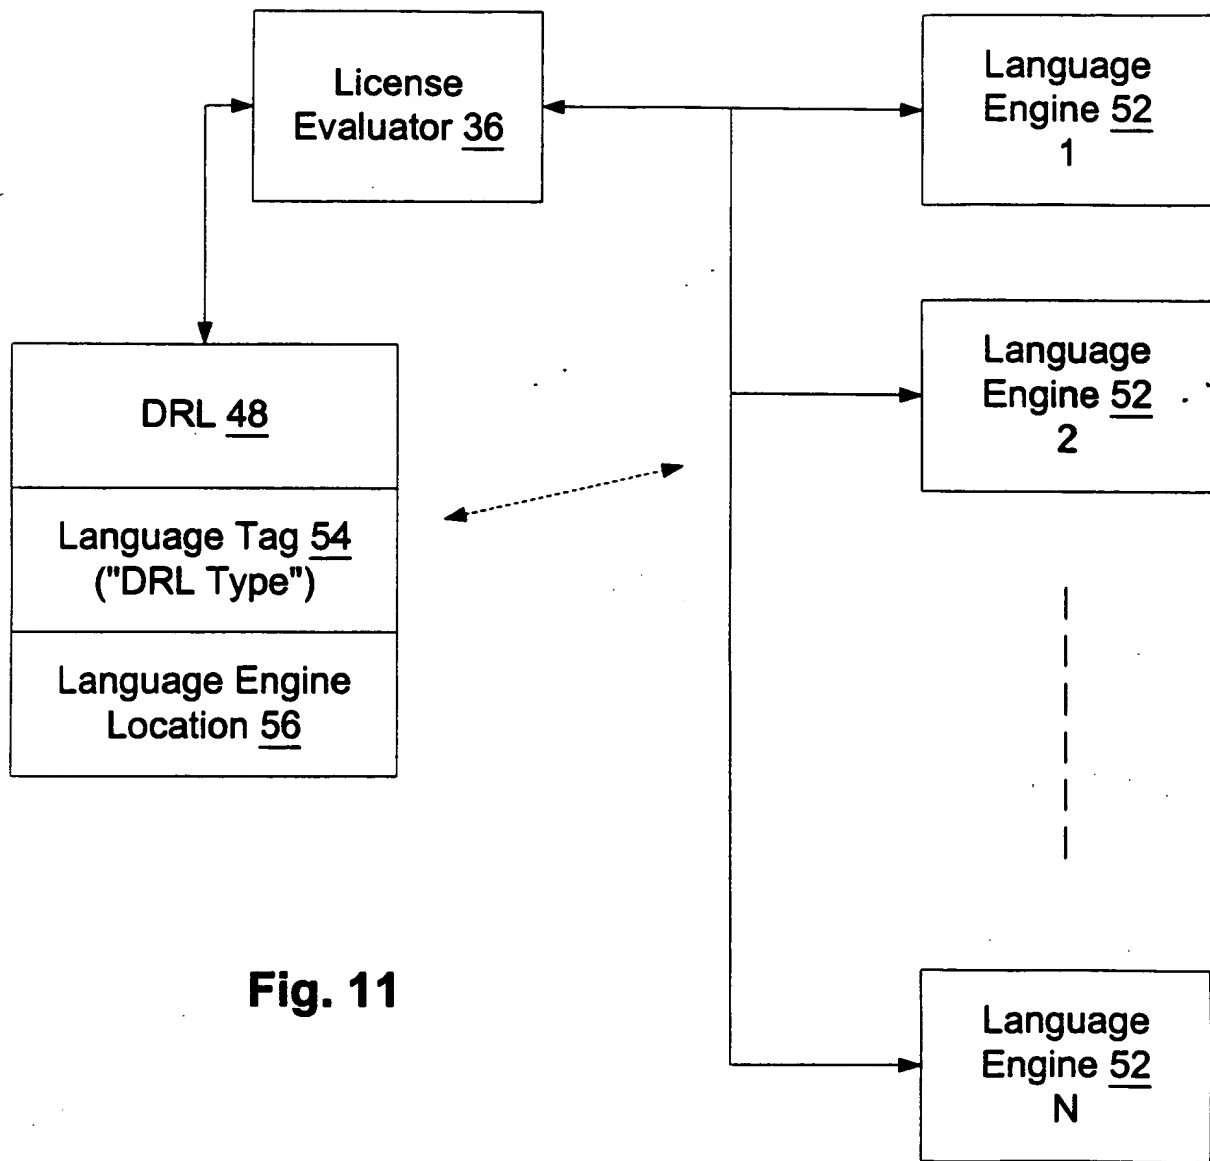 License
Evaluator 36
Language
Engine 52
1
Language
Engine 52
2
DRL 48
Language Tag 54
("DRL Type")
Language Engine
Location 56
Fig. 11
Language
Engine 52
N